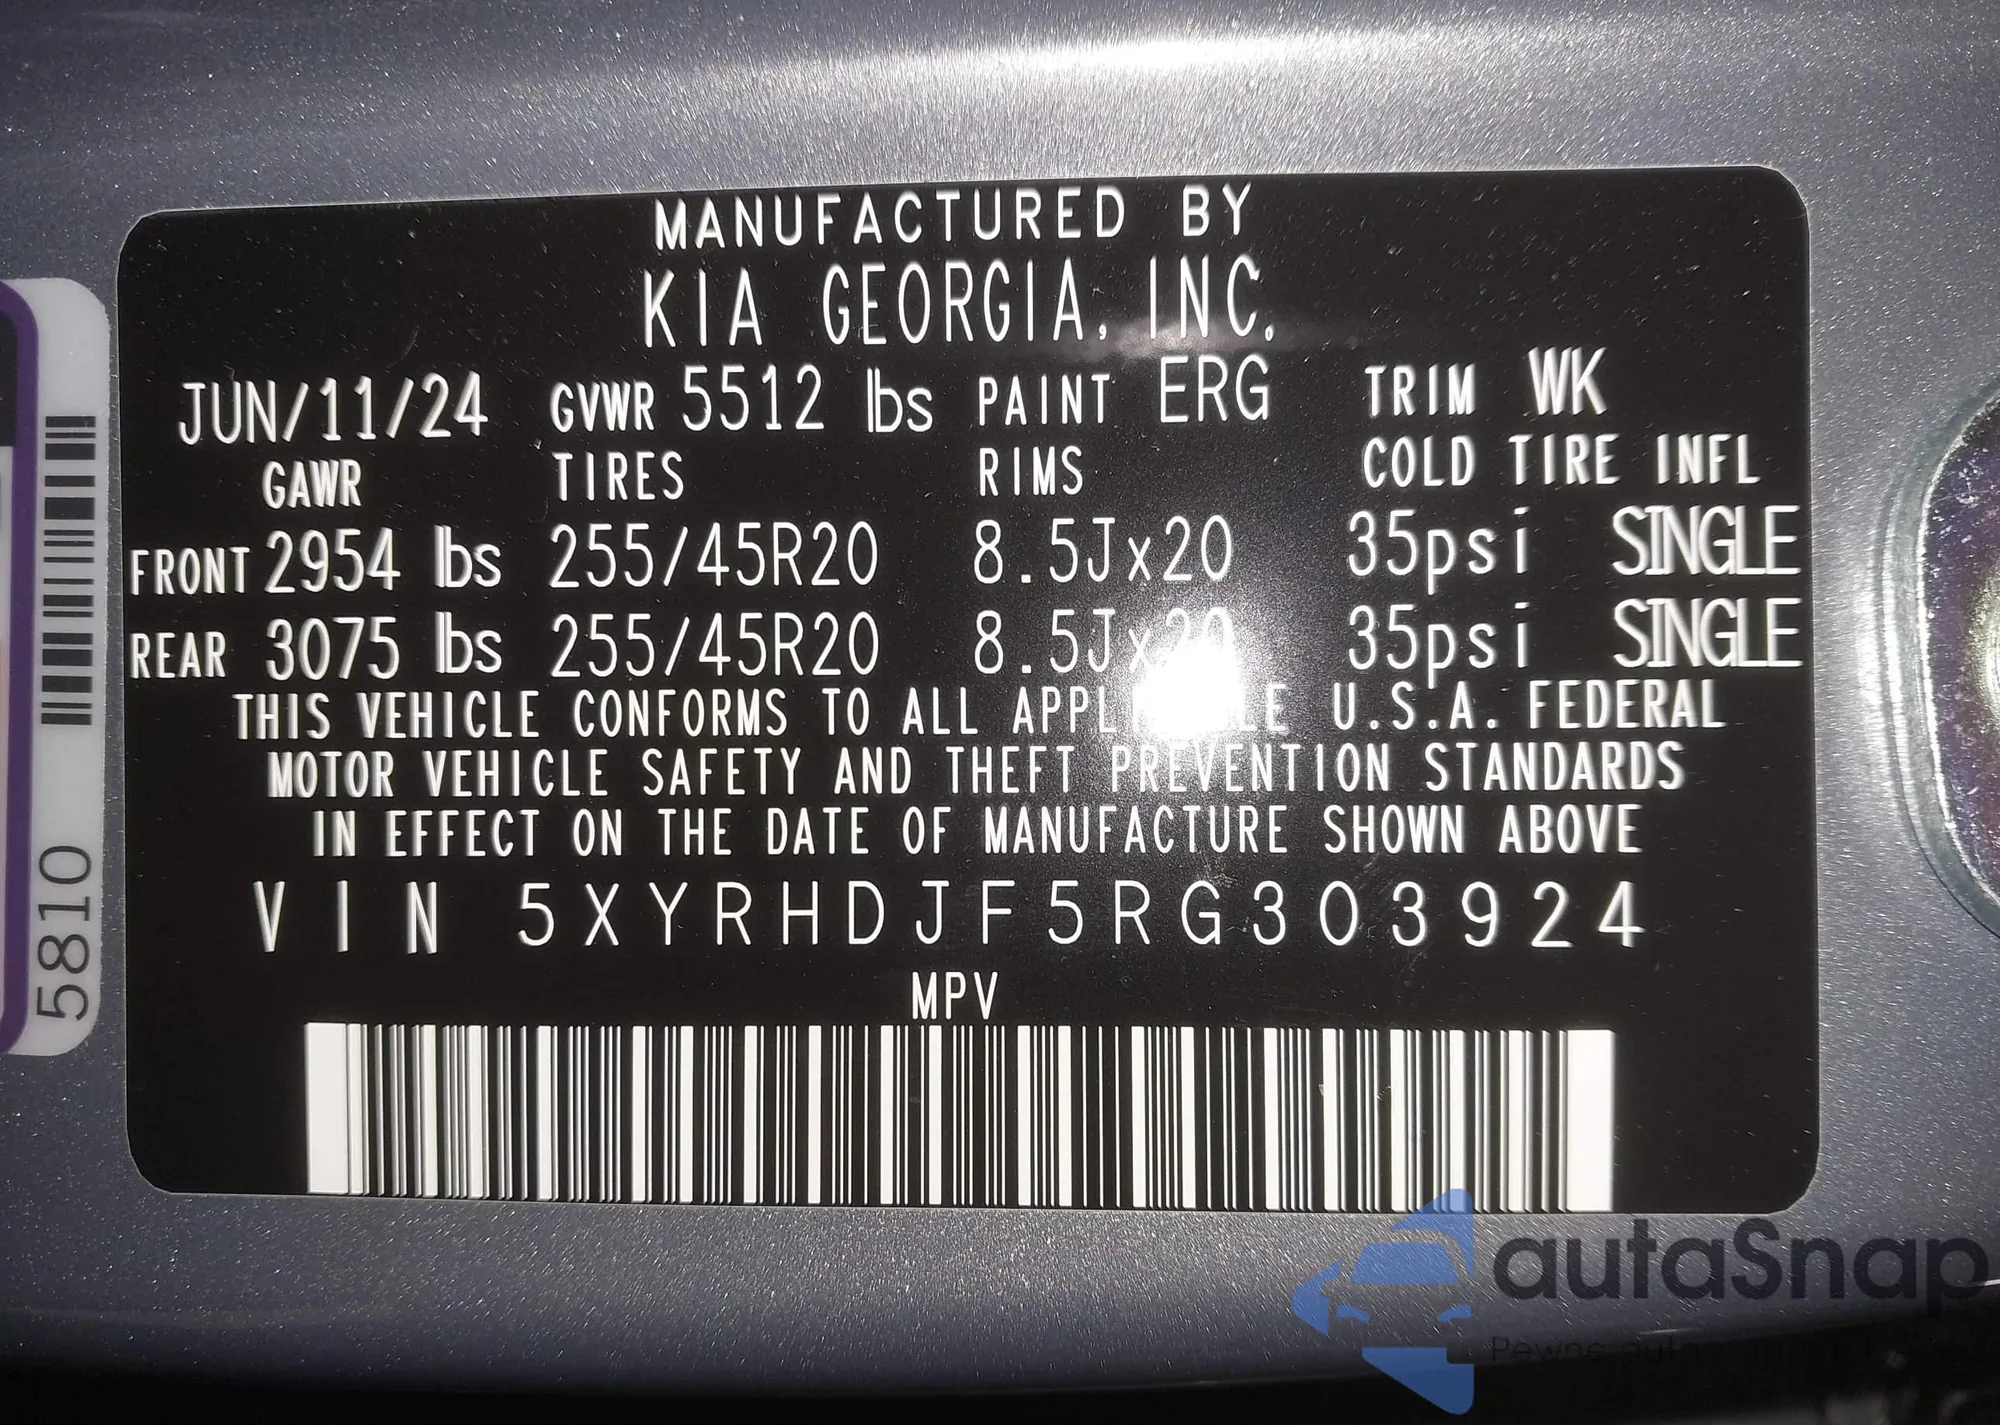 MANUFACTURED BY
KIA GEORGIA, INC.
JUN/11/24 GVWR 5512 lbs PAINT ERG TRIM WK
GAWR TIRES RIMS COLD TIRE INFL
FRONT 2954 lbs 255/45R20 8.5Jx20 35psi SINGLE
REAR 3075 lbs 255/45R20 8.5Jx20 35psi SINGLE
THIS VEHICLE CONFORMS TO ALL U.S.A. FEDERAL
MOTOR VEHICLE SAFETY AND THEFT PREVENTION STANDARDS
IN EFFECT ON THE DATE OF MANUFACTURE SHOWN ABOVE
VIN 5XYRHDJF5RG303924
MPV
5810
autaSnap
Pewne